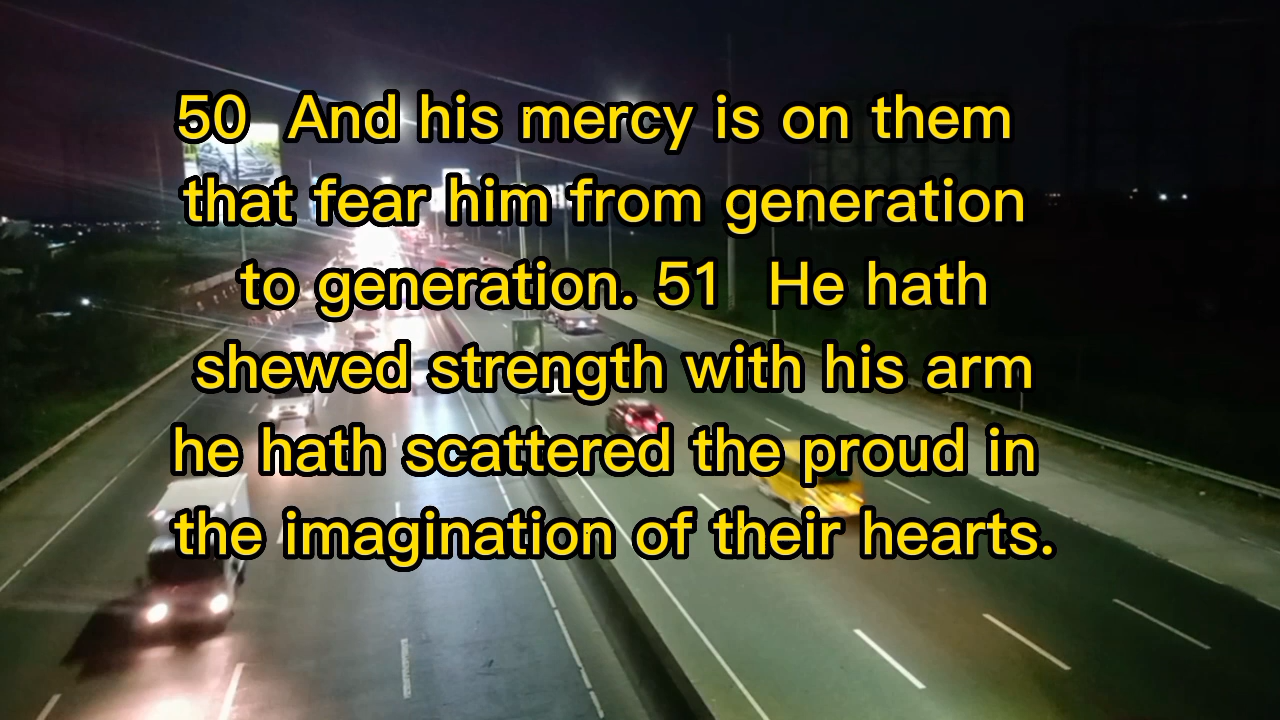 50 And his mercy is on them
that fear him from generation
to generation. 51 He hath
shewed strength with his arm
he hath scattered the proud in
the imagination of their hearts.